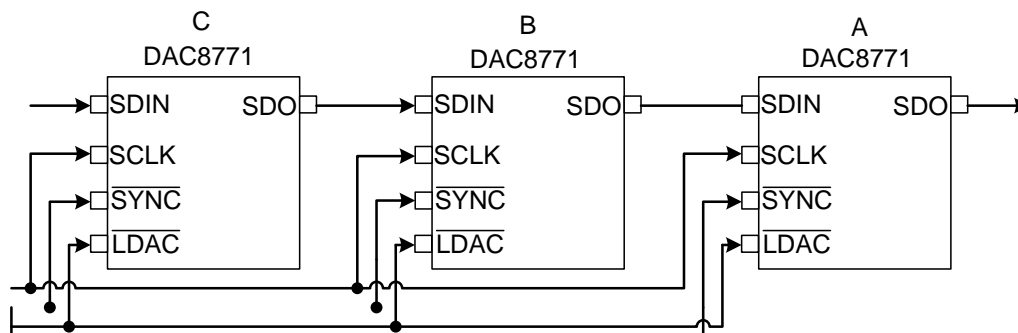 C
DAC8771
SDIN
SDO
SCLK
SYNC
LDAC
B
DAC8771
SDIN
SDO
SCLK
SYNC
LDAC
A
DAC8771
SDIN
SDO
SCLK
SYNC
LDAC